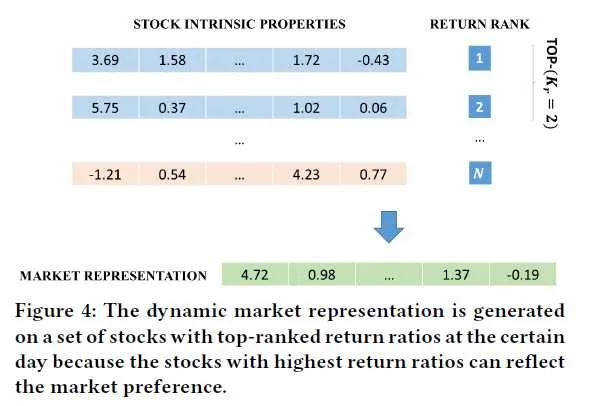 STOCK INTRINSIC PROPERTIES RETURN RANK
3.69 1.58 ... 1.72 -0.43 1
5.75 0.37 ... 1.02 0.06 2
... ...
-1.21 0.54 ... 4.23 0.77 N
TOP-(K_r = 2)
MARKET REPRESENTATION 4.72 0.98 ... 1.37 -0.19
Figure 4: The dynamic market representation is generated
on a set of stocks with top-ranked return ratios at the certain
day because the stocks with highest return ratios can reflect
the market preference.